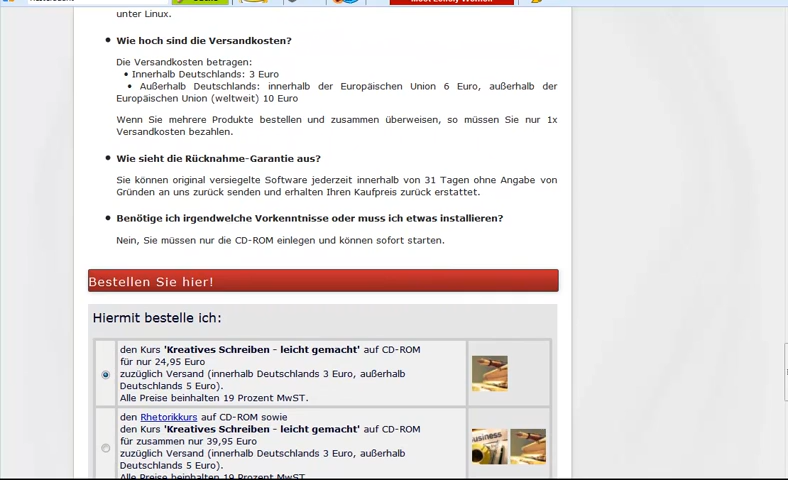 unter Linux.
• Wie hoch sind die Versandkosten?
Die Versandkosten betragen:
• Innerhalb Deutschlands: 3 Euro
• Außerhalb Deutschlands: innerhalb der Europäischen Union 6 Euro, außerhalb der
Europäischen Union (weltweit) 10 Euro
Wenn Sie mehrere Produkte bestellen und zusammen überweisen, so müssen Sie nur 1x
Versandkosten bezahlen.
• Wie sieht die Rücknahme-Garantie aus?
Sie können original versiegelte Software jederzeit innerhalb von 31 Tagen ohne Angabe von
Gründen an uns zurück senden und erhalten Ihren Kaufpreis zurück erstattet.
• Benötige ich irgendwelche Vorkenntnisse oder muss ich etwas installieren?
Nein, Sie müssen nur die CD-ROM einlegen und können sofort starten.
Bestellen Sie hier!
Hiermit bestelle ich:
den Kurs 'Kreatives Schreiben - leicht gemacht' auf CD-ROM
für nur 24,95 Euro
zuzüglich Versand (innerhalb Deutschlands 3 Euro, außerhalb
Deutschlands 5 Euro).
Alle Preise beinhalten 19 Prozent MwST.
den Rhetorikkurs auf CD-ROM sowie
den Kurs 'Kreatives Schreiben - leicht gemacht' auf CD-ROM
für zusammen nur 39,95 Euro
zuzüglich Versand (innerhalb Deutschlands 3 Euro, außerhalb
Deutschlands 5 Euro).
Alle Preise beinhalten 19 Prozent MwST.